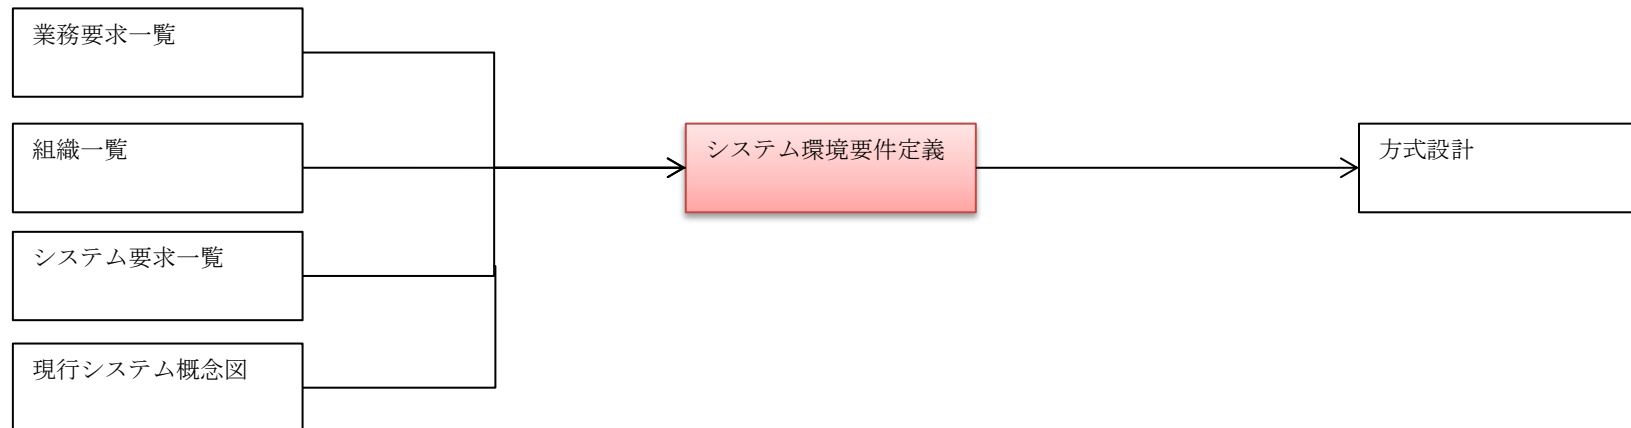 業務要求一覧
組織一覧
システム環境要件定義
方式設計
システム要求一覧
現行システム概念図